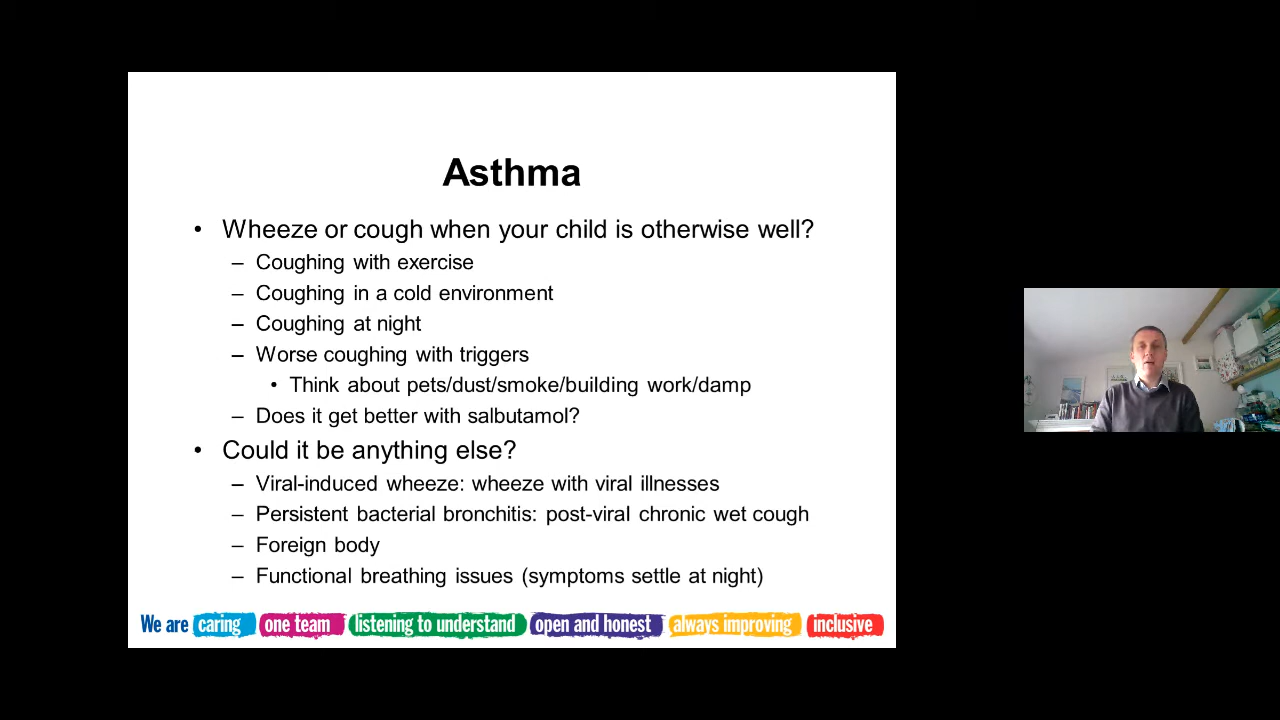 Asthma
• Wheeze or cough when your child is otherwise well?
– Coughing with exercise
– Coughing in a cold environment
– Coughing at night
– Worse coughing with triggers
• Think about pets/dust/smoke/building work/damp
– Does it get better with salbutamol?
• Could it be anything else?
– Viral-induced wheeze: wheeze with viral illnesses
– Persistent bacterial bronchitis: post-viral chronic wet cough
– Foreign body
– Functional breathing issues (symptoms settle at night)
We are caring one team listening to understand open and honest always improving inclusive